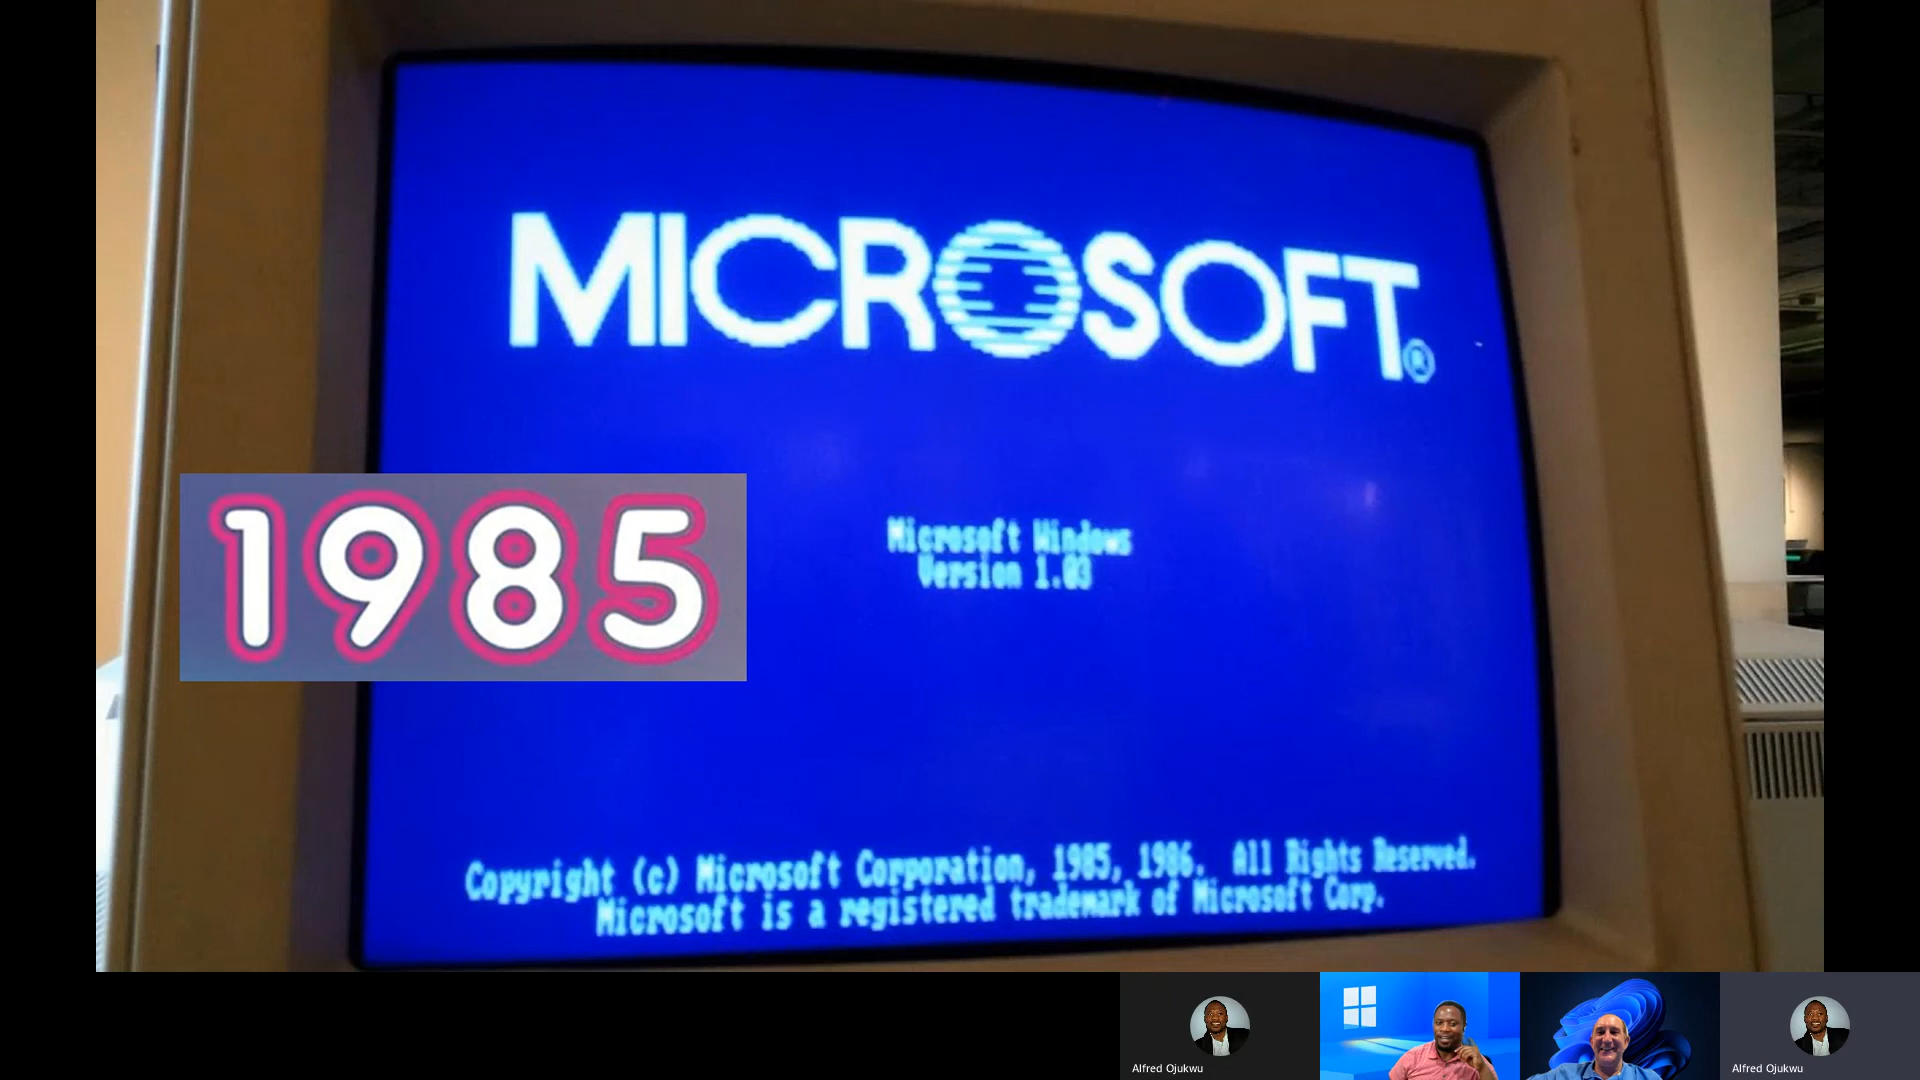 MICROSOFT®
1985
Microsoft Windows
Version 1.03
Copyright (c) Microsoft Corporation, 1985, 1986. All Rights Reserved.
Microsoft is a registered trademark of Microsoft Corp.
Alfred Ojukwu
Alfred Ojukwu